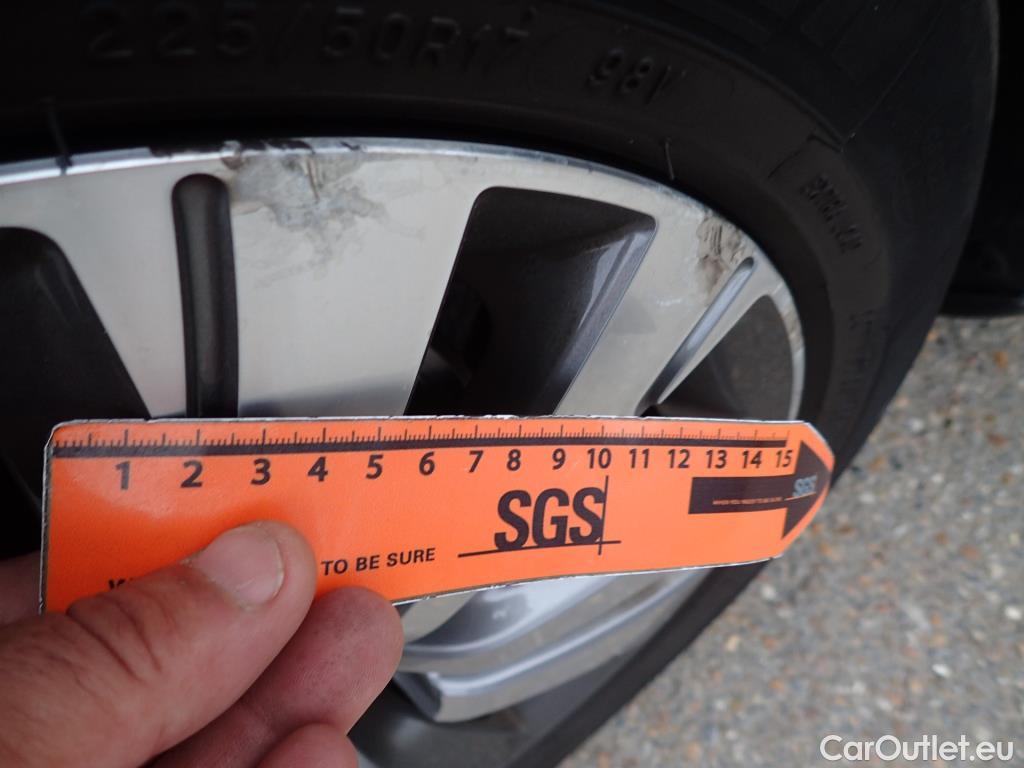 225/50R17
98V
1 2 3 4 5 6 7 8 9 10 11 12 13 14 15
SGS
SGS
TO BE SURE
CarOutlet.eu